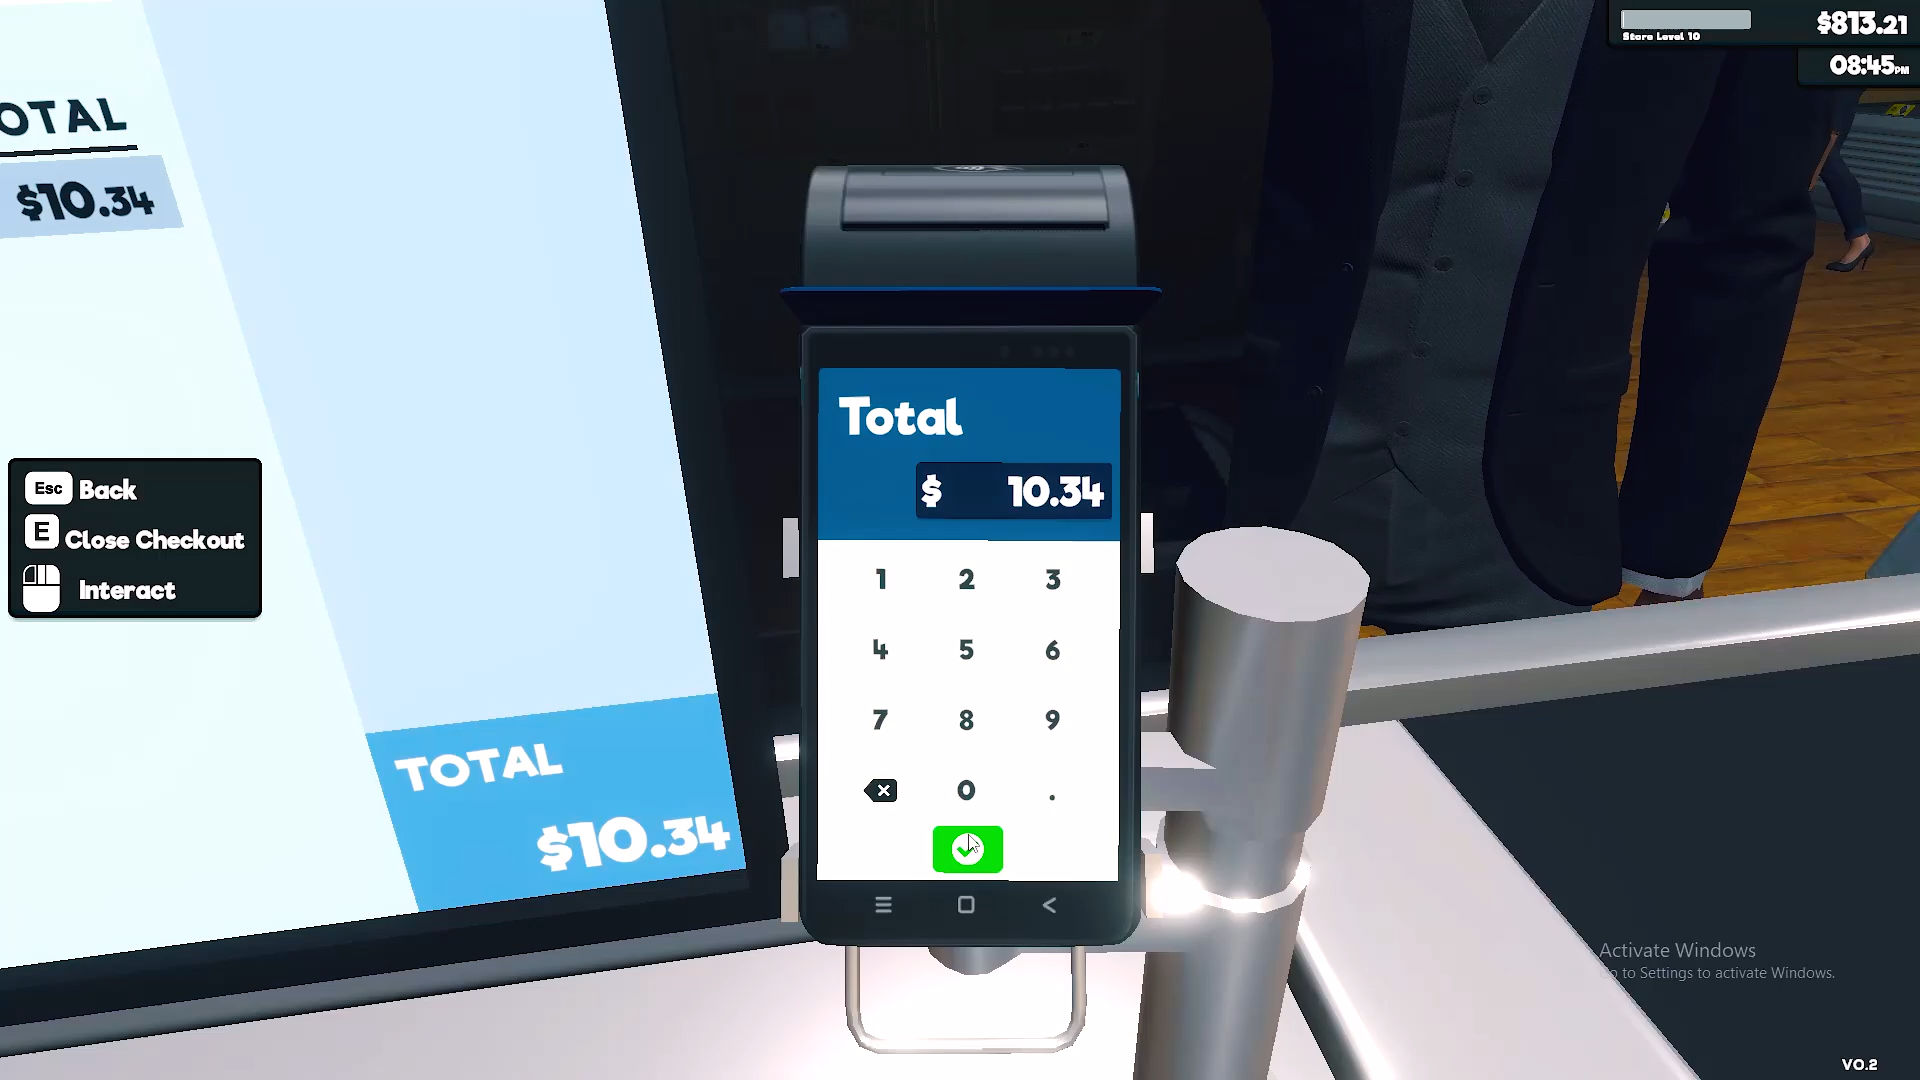 OTAL
$10.34
TOTAL
$10.34
Esc Back
E Close Checkout
Interact
Total
$ 10.34
1 2 3
4 5 6
7 8 9
0 .
Store Level 10
$813.21
08:45PM
Activate Windows
o to Settings to activate Windows.
V0.2